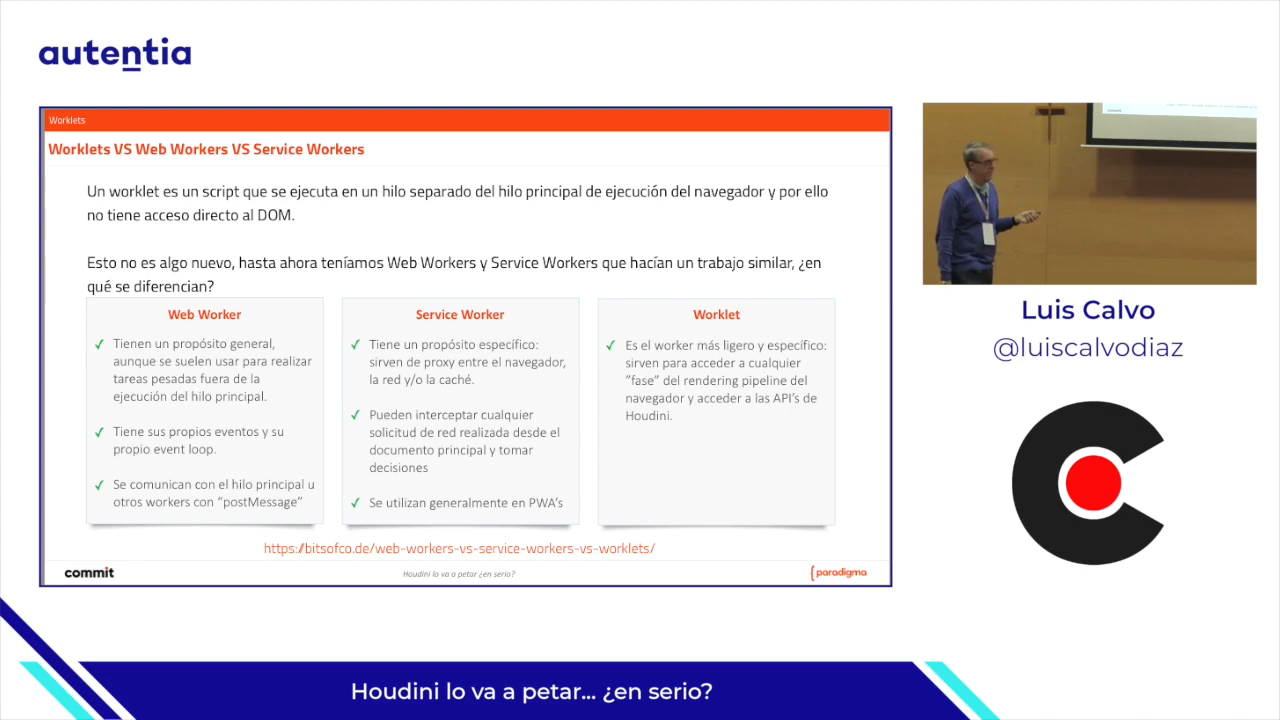 autentia
Worklets
Worklets VS Web Workers VS Service Workers
Un worklet es un script que se ejecuta en un hilo separado del hilo principal de ejecución del navegador y por ello
no tiene acceso directo al DOM.
Esto no es algo nuevo, hasta ahora teníamos Web Workers y Service Workers que hacían un trabajo similar, ¿en
qué se diferencian?
Web Worker
✓ Tienen un propósito general,
aunque se suelen usar para realizar
tareas pesadas fuera de la
ejecución del hilo principal.
✓ Tiene sus propios eventos y su
propio event loop.
✓ Se comunican con el hilo principal u
otros workers con “postMessage”
Service Worker
✓ Tiene un propósito específico:
sirven de proxy entre el navegador,
la red y/o la caché.
✓ Pueden interceptar cualquier
solicitud de red realizada desde el
documento principal y tomar
decisiones
✓ Se utilizan generalmente en PWA’s
Worklet
✓ Es el worker más ligero y específico:
sirven para acceder a cualquier
”fase” del rendering pipeline del
navegador y acceder a las API’s de
Houdini.
https://bitsofco.de/web-workers-vs-service-workers-vs-worklets/
commit
Houdini lo va a petar ¿en serio?
{paradigma
Luis Calvo
@luiscalvodiaz
Houdini lo va a petar... ¿en serio?